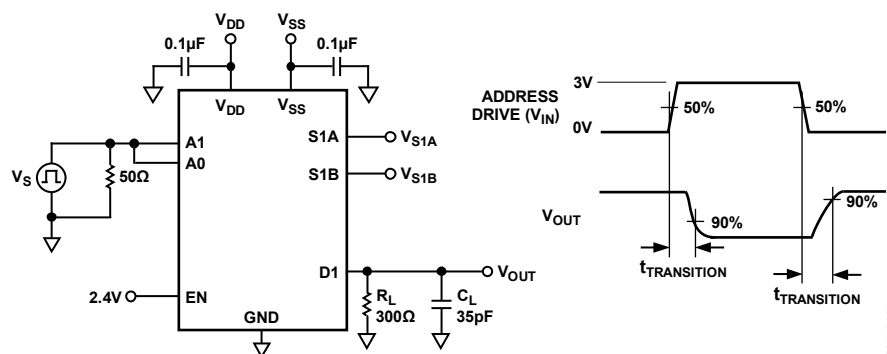 VDD
VSS
0.1µF
0.1µF
VDD
VSS
A1
A0
S1A
VS1A
S1B
VS1B
VS
50Ω
D1
VOUT
2.4V
EN
GND
RL
300Ω
CL
35pF
ADDRESS
DRIVE (VIN)
3V
0V
50%
50%
VOUT
90%
90%
tTRANSITION
tTRANSITION